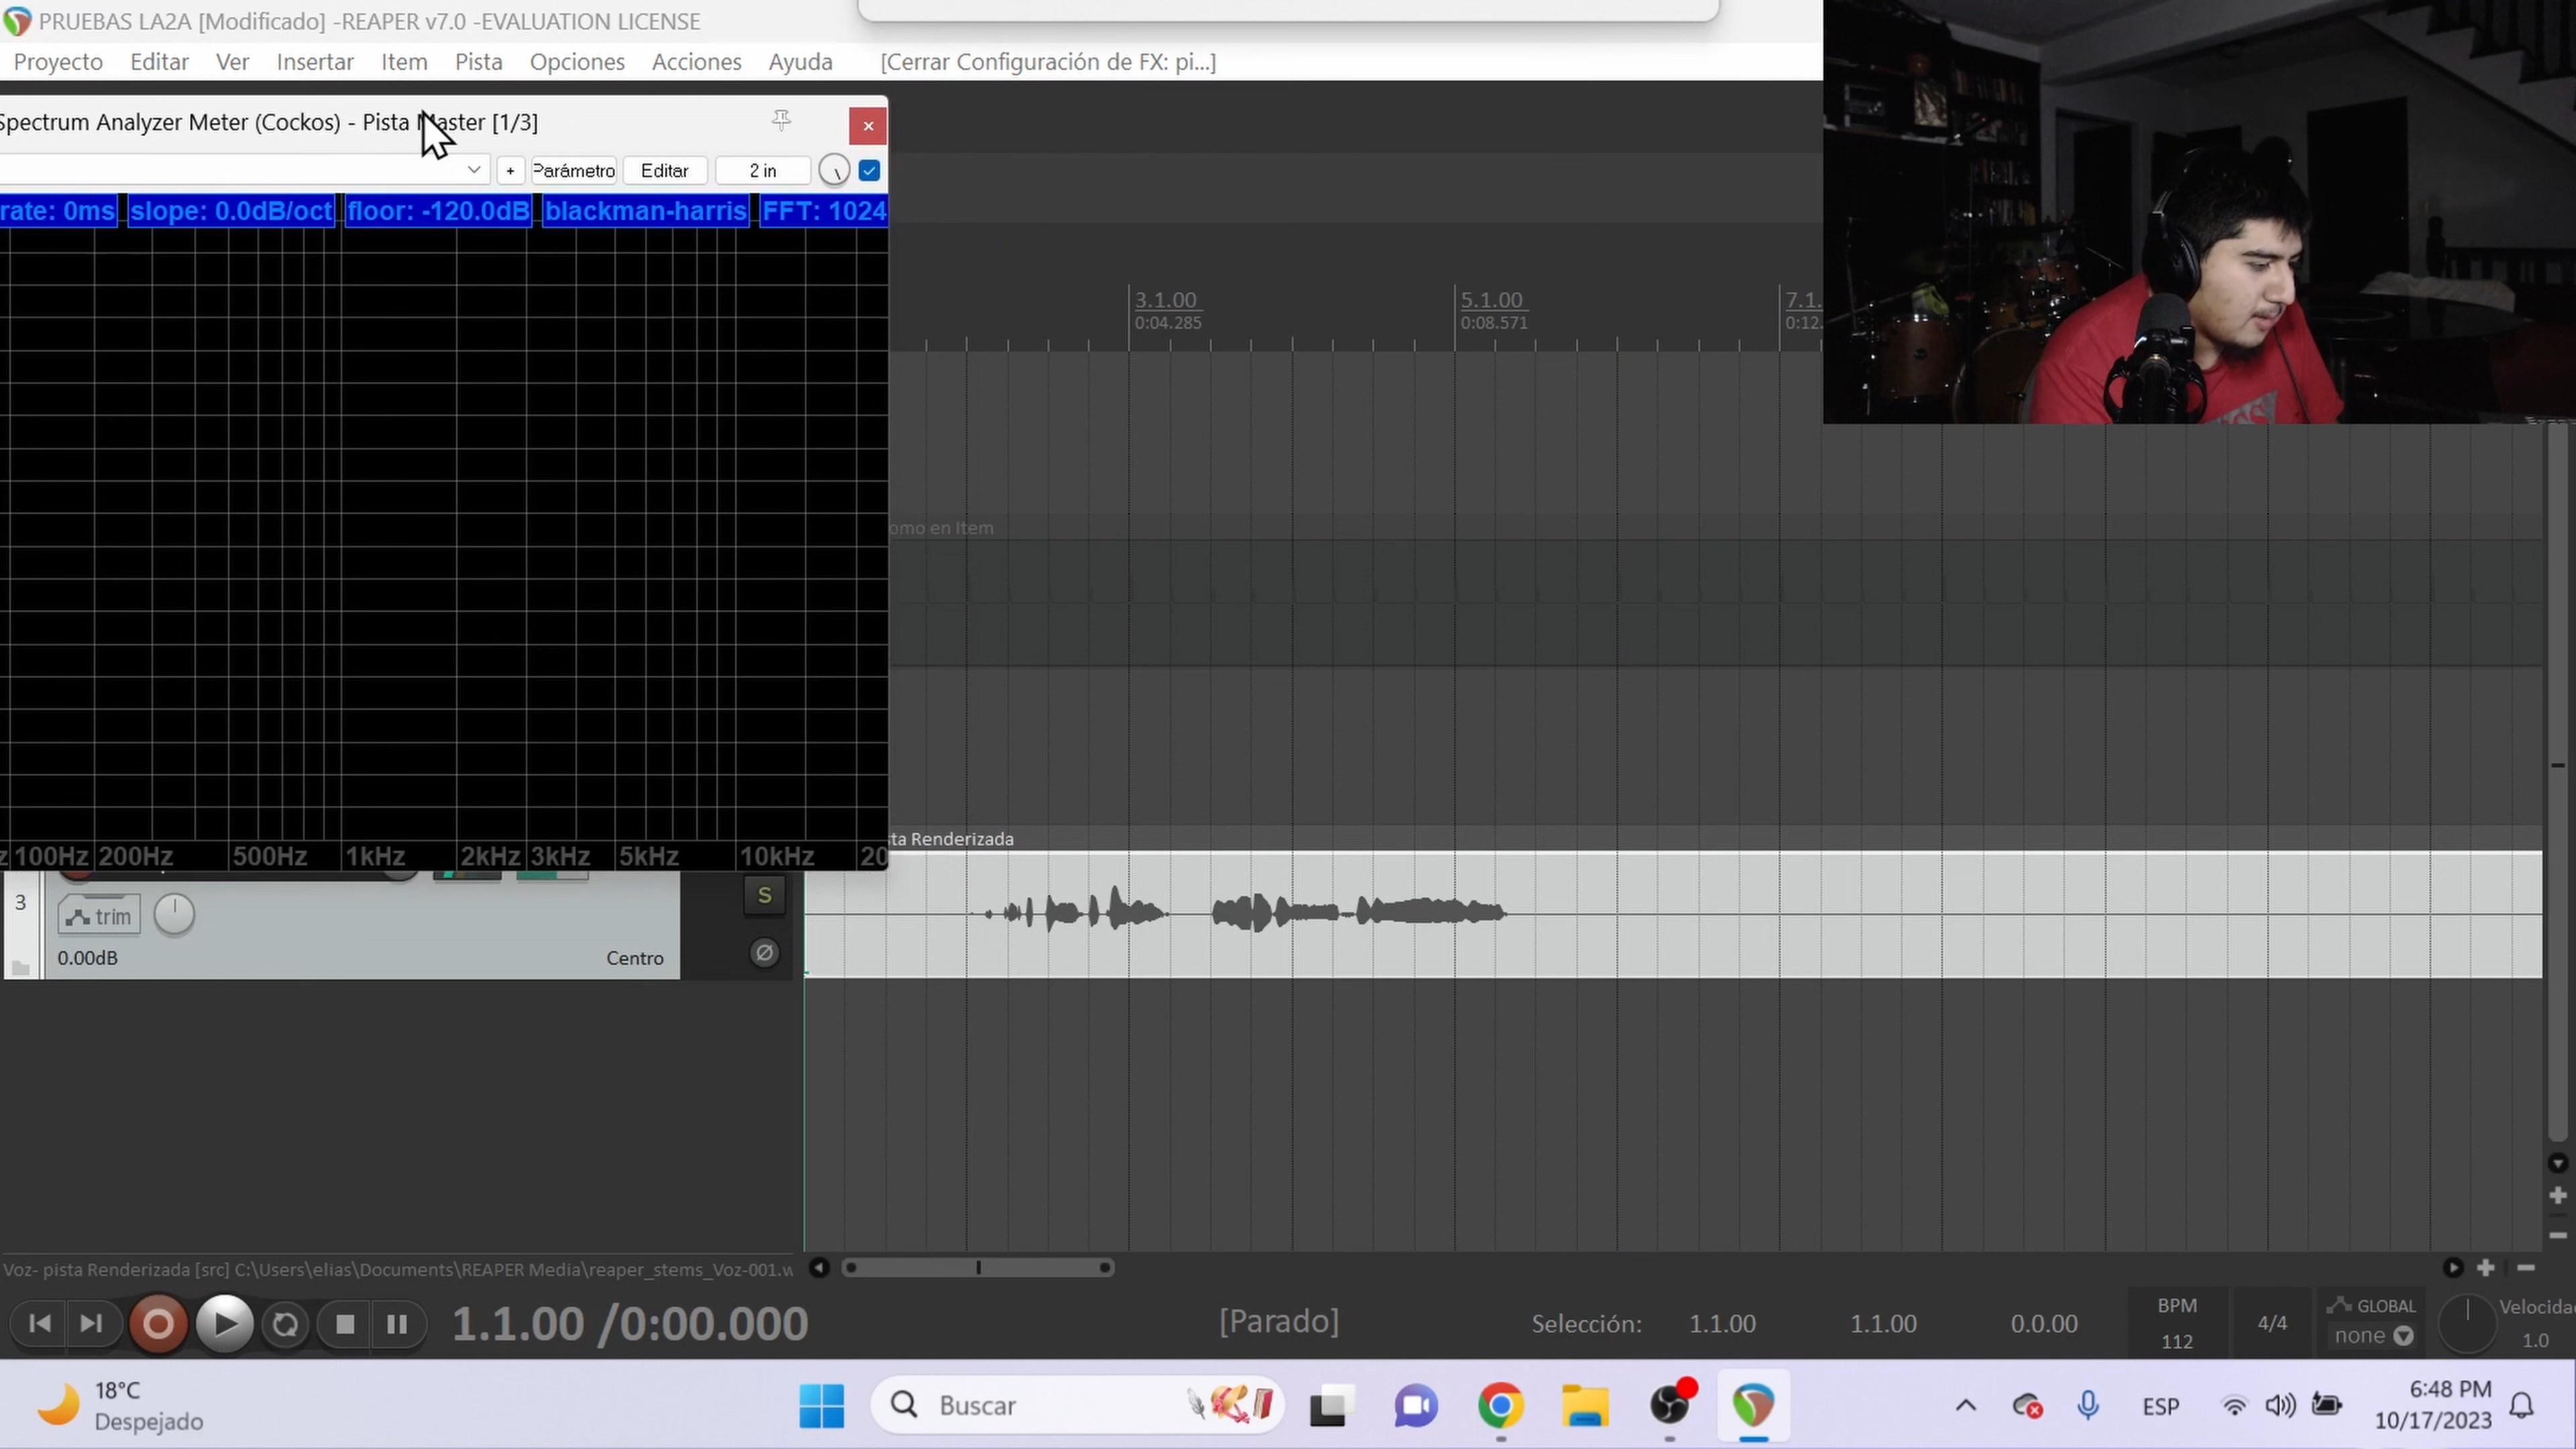 PRUEBAS LA2A [Modificado] -REAPER v7.0 -EVALUATION LICENSE
Proyecto Editar Ver Insertar Item Pista Opciones Acciones Ayuda [Cerrar Configuración de FX: pi...]
Spectrum Analyzer Meter (Cockos) - Pista Master [1/3]
+ Parámetro Editar 2 in
rate: 0ms slope: 0.0dB/oct floor: -120.0dB blackman-harris FFT: 1024
3.1.00 5.1.00 7.1.
0:04.285 0:08.571 0:12.
omo en Item
ta Renderizada
z 100Hz 200Hz 500Hz 1kHz 2kHz 3kHz 5kHz 10kHz 20
3 trim S
0.00dB Centro
Voz- pista Renderizada [src] C:\Users\elias\Documents\REAPER Media\reaper_stems_Voz-001.w
1.1.00 /0:00.000 [Parado] Selección: 1.1.00 1.1.00 0.0.00
BPM
112
4/4
GLOBAL
none
Velocida
1.0
18°C
Despejado
Buscar
ESP
6:48 PM
10/17/2023